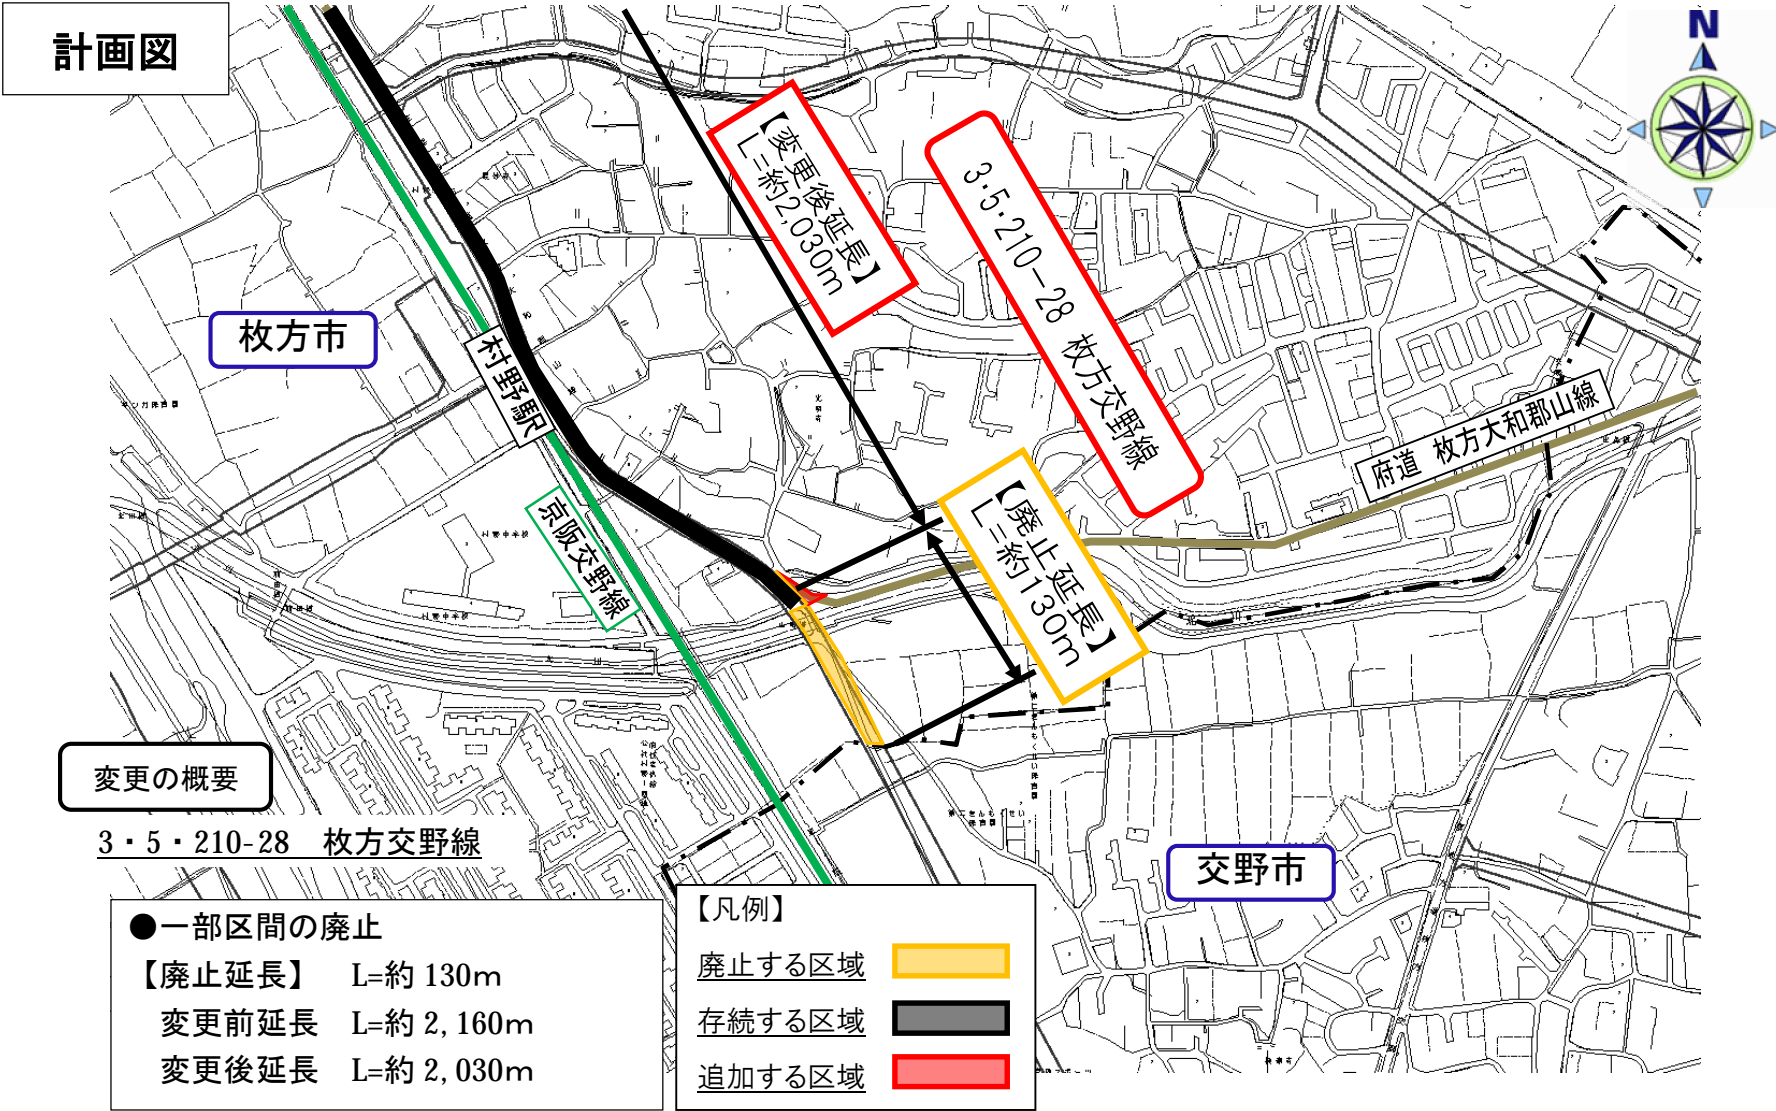 計画図
N
【変更後延長】
L=約2,030m
3・5・210-28 枚方交野線
枚方市
村野駅
京阪交野線
府道 枚方大和郡山線
【廃止延長】
L=約130m
交野市
変更の概要
3・5・210-28 枚方交野線
●一部区間の廃止
【廃止延長】 L=約 130m
変更前延長 L=約 2,160m
変更後延長 L=約 2,030m
【凡例】
廃止する区域
存続する区域
追加する区域